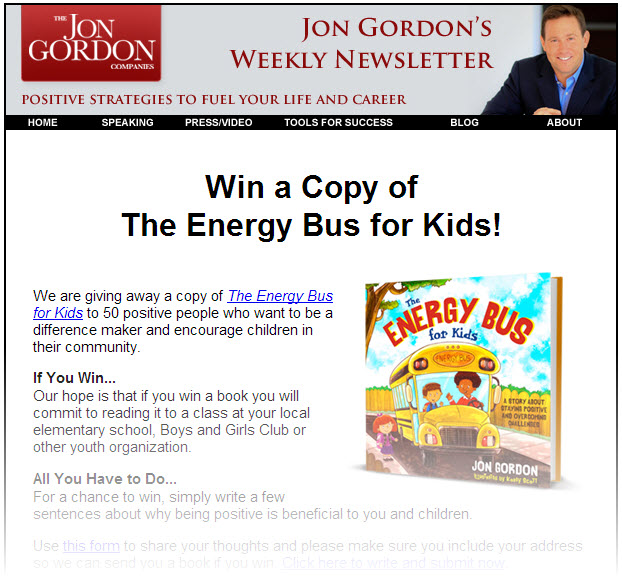 THE
JON
GORDON
COMPANIES
JON GORDON'S
WEEKLY NEWSLETTER
POSITIVE STRATEGIES TO FUEL YOUR LIFE AND CAREER
HOME SPEAKING PRESS/VIDEO TOOLS FOR SUCCESS BLOG ABOUT
Win a Copy of
The Energy Bus for Kids!
We are giving away a copy of The Energy Bus
for Kids to 50 positive people who want to be a
difference maker and encourage children in
their community.
If You Win...
Our hope is that if you win a book you will
commit to reading it to a class at your local
elementary school, Boys and Girls Club or
other youth organization.
All You Have to Do...
For a chance to win, simply write a few
sentences about why being positive is beneficial to you and children.
Use this form to share your thoughts and please make sure you include your address
so we can send you a book if you win. Click here to write and submit now.
The
ENERGY BUS
for Kids
ENERGY BUS
A STORY ABOUT
STAYING POSITIVE
AND OVERCOMING
CHALLENGES
JON GORDON
Illustrated by Korey Scott